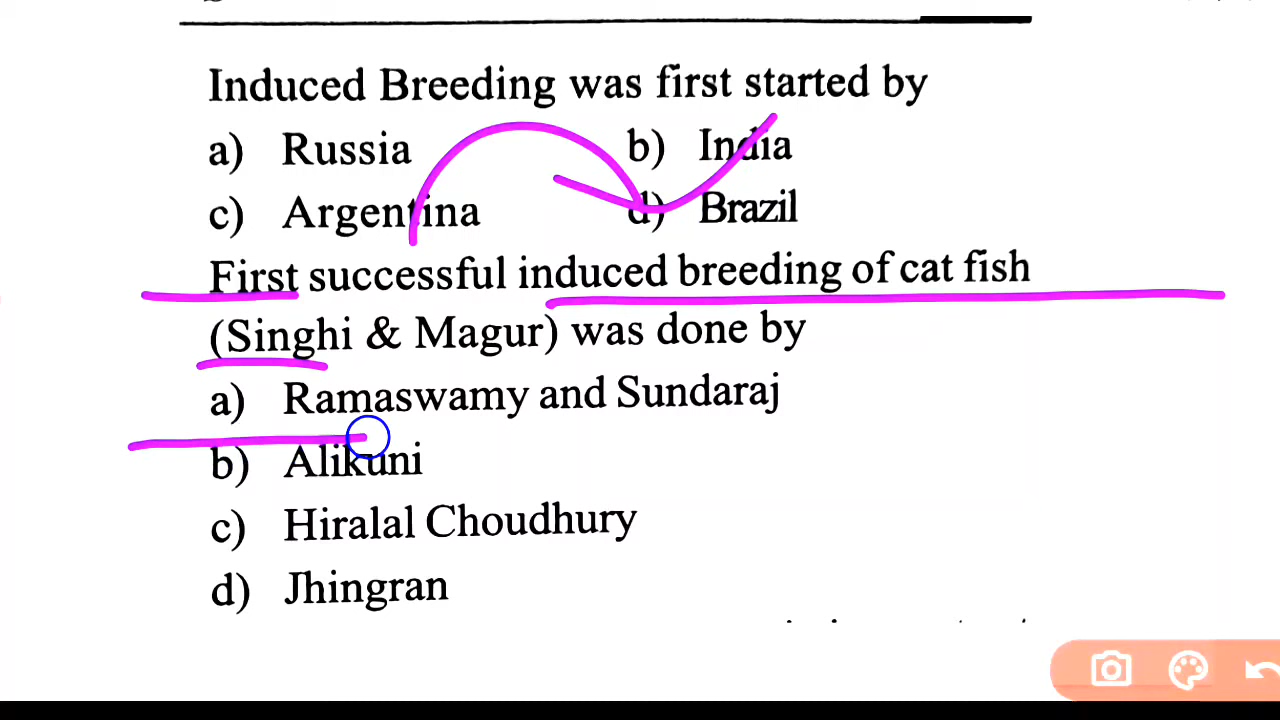 Induced Breeding was first started by
a) Russia b) India
c) Argentina d) Brazil
First successful induced breeding of cat fish
(Singhi & Magur) was done by
a) Ramaswamy and Sundaraj
b) Alikuni
c) Hiralal Choudhury
d) Jhingran